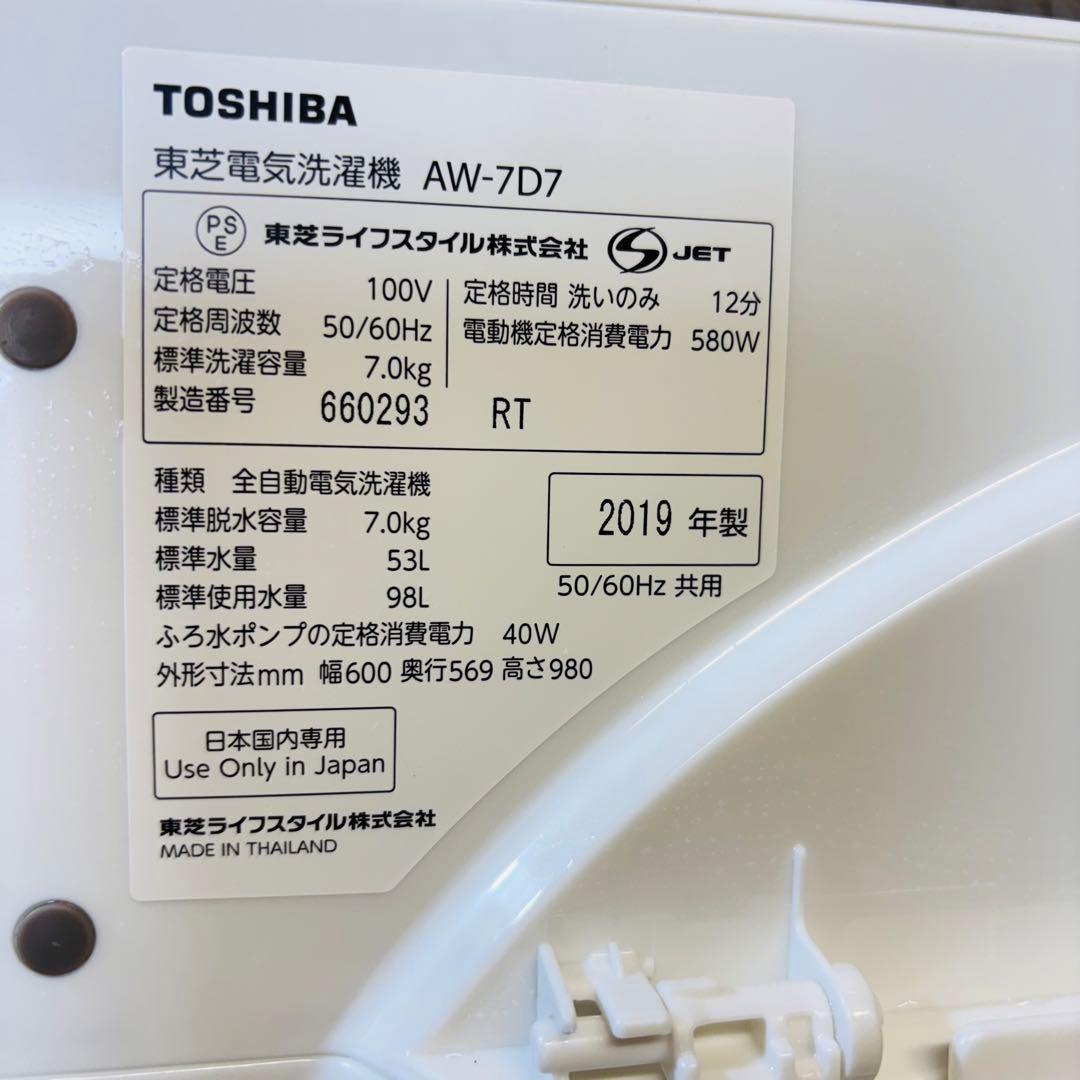 TOSHIBA
東芝電気洗濯機 AW-7D7
PSE 東芝ライフスタイル株式会社 S JET
定格電圧 100V
定格周波数 50/60Hz
標準洗濯容量 7.0kg
製造番号 660293 RT
定格時間 洗いのみ 12分
電動機定格消費電力 580W
種類 全自動電気洗濯機
標準脱水容量 7.0kg
標準水量 53L
標準使用水量 98L
2019 年製
50/60Hz 共用
ふろ水ポンプの定格消費電力 40W
外形寸法mm 幅600 奥行569 高さ980
日本国内専用
Use Only in Japan
東芝ライフスタイル株式会社
MADE IN THAILAND